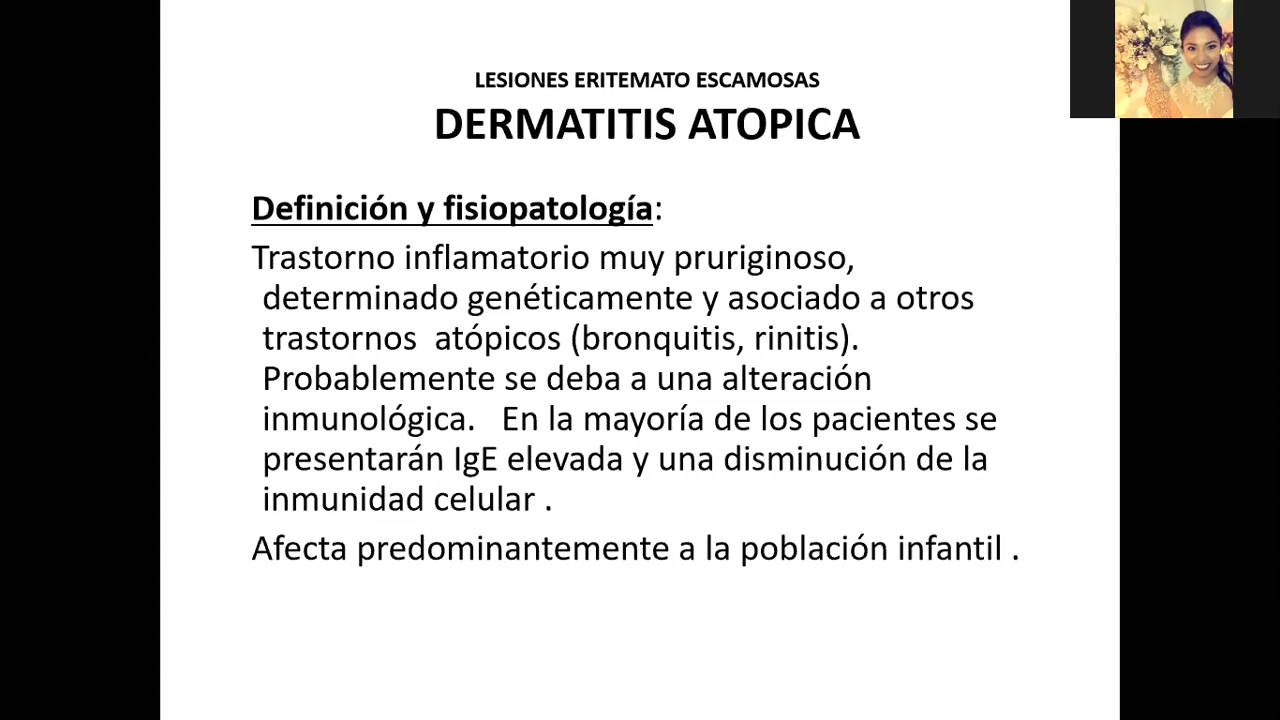 LESIONES ERITEMATO ESCAMOSAS
DERMATITIS ATOPICA
Definición y fisiopatología:
Trastorno inflamatorio muy pruriginoso,
determinado genéticamente y asociado a otros
trastornos  atópicos (bronquitis, rinitis).
Probablemente se deba a una alteración
inmunológica.   En la mayoría de los pacientes se
presentarán IgE elevada y una disminución de la
inmunidad celular .
Afecta predominantemente a la población infantil .